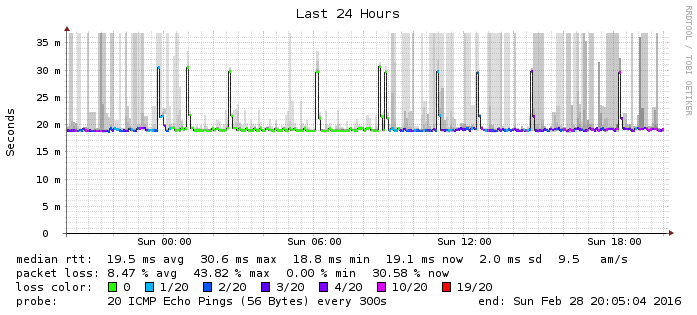 Last 24 Hours
RRDTOOL / TOBI OETIKER
Seconds
35 m
30 m
25 m
20 m
15 m
10 m
5 m
0
Sun 00:00 Sun 06:00 Sun 12:00 Sun 18:00
median rtt: 19.5 ms avg 30.6 ms max 18.8 ms min 19.1 ms now 2.0 ms sd 9.5 am/s
packet loss: 8.47 % avg 43.82 % max 0.00 % min 30.58 % now
loss color: 0 1/20 2/20 3/20 4/20 10/20 19/20
probe: 20 ICMP Echo Pings (56 Bytes) every 300s end: Sun Feb 28 20:05:04 2016